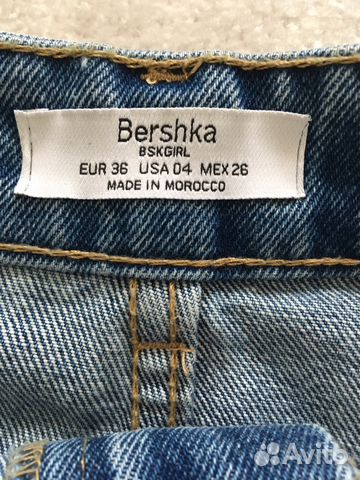 Bershka
BSKGIRL
EUR 36 USA 04 MEX 26
MADE IN MOROCCO
Avito